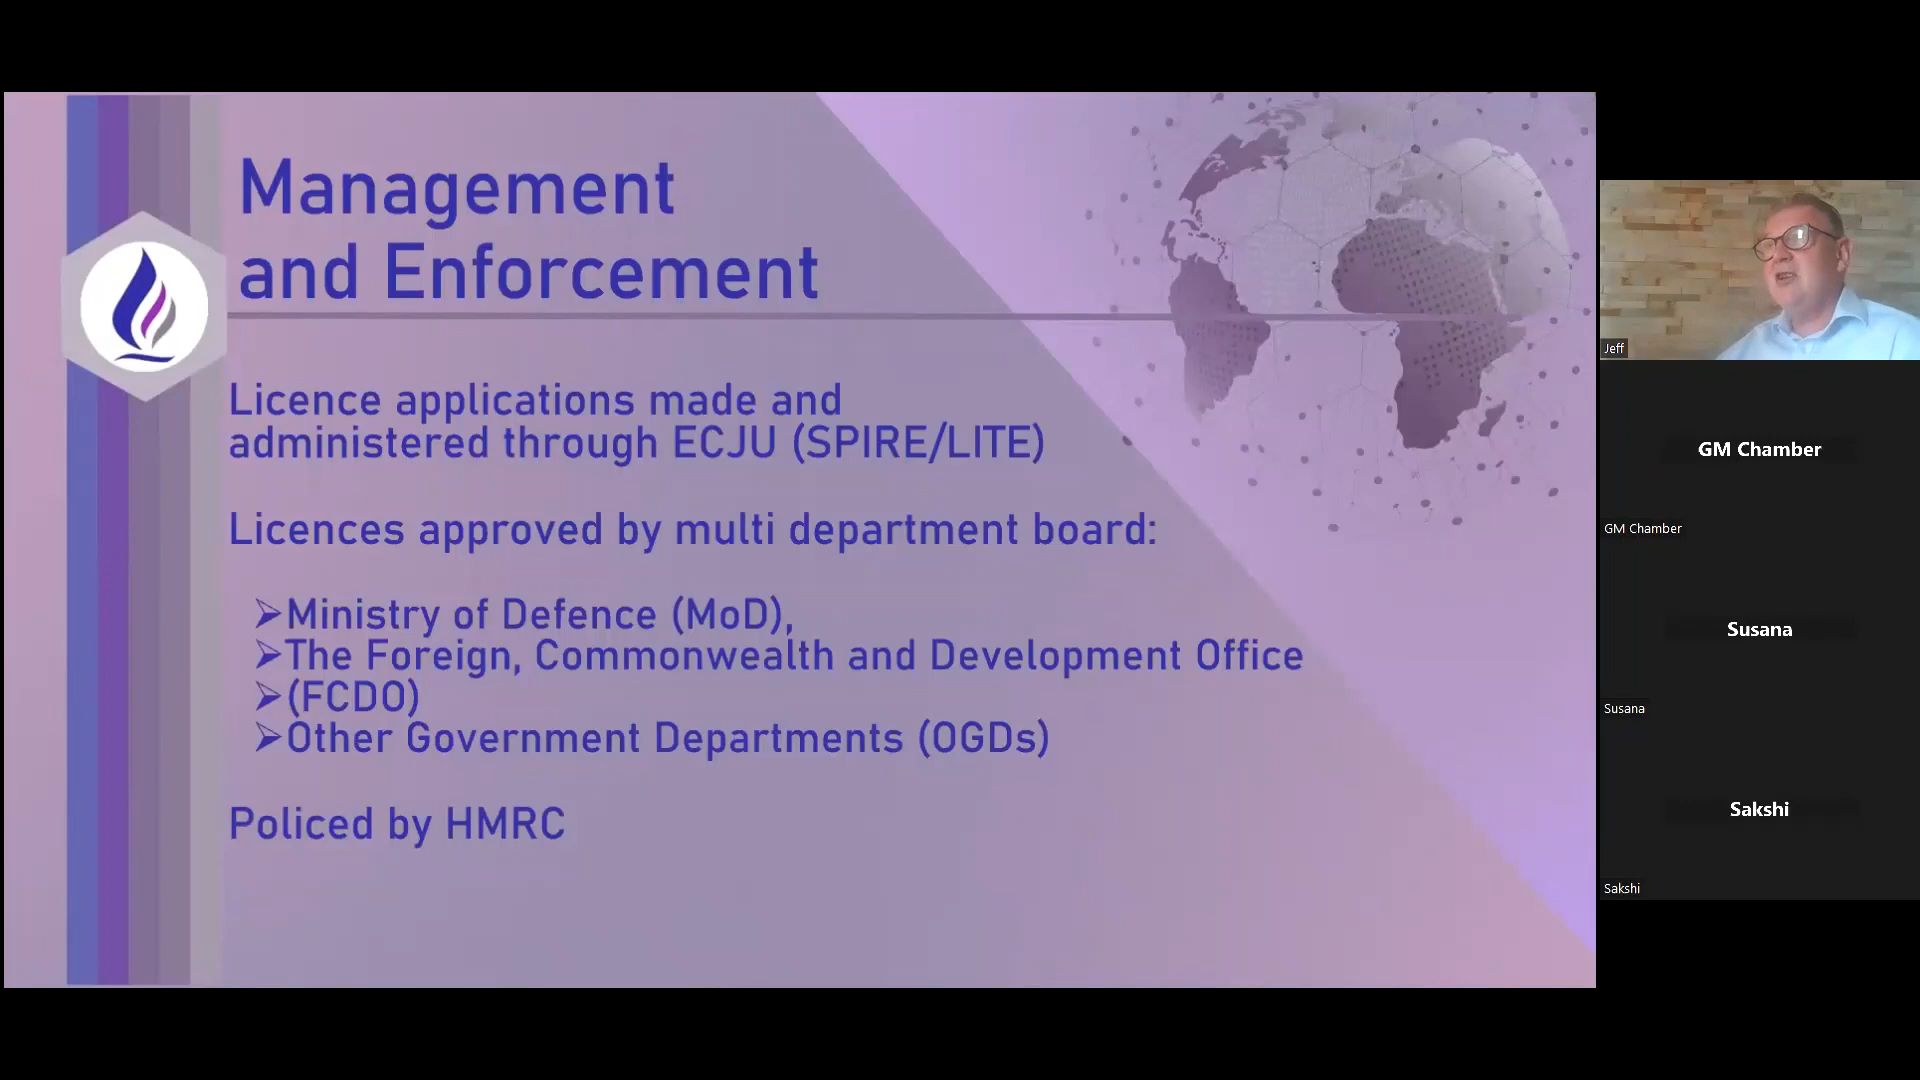 Management
and Enforcement
Licence applications made and
administered through ECJU (SPIRE/LITE)
Licences approved by multi department board:
➢Ministry of Defence (MoD),
➢The Foreign, Commonwealth and Development Office
➢(FCDO)
➢Other Government Departments (OGDs)
Policed by HMRC
Jeff
GM Chamber
GM Chamber
Susana
Susana
Sakshi
Sakshi